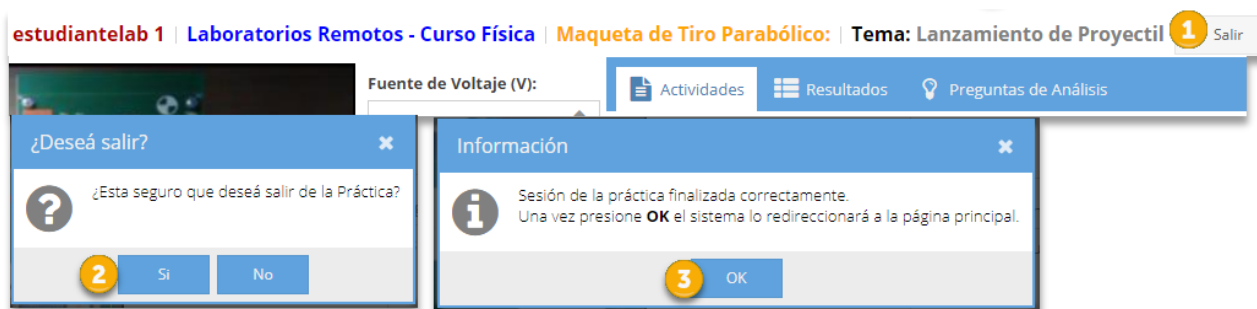 estudiantelab 1 | Laboratorios Remotos - Curso Física | Maqueta de Tiro Parabólico: | Tema: Lanzamiento de Proyectil 1 Salir
Fuente de Voltaje (V):
Actividades Resultados Preguntas de Análisis
¿Deseá salir?
¿Esta seguro que deseá salir de la Práctica?
2 Si No
Información
Sesión de la práctica finalizada correctamente.
Una vez presione OK el sistema lo redireccionará a la página principal.
3 OK